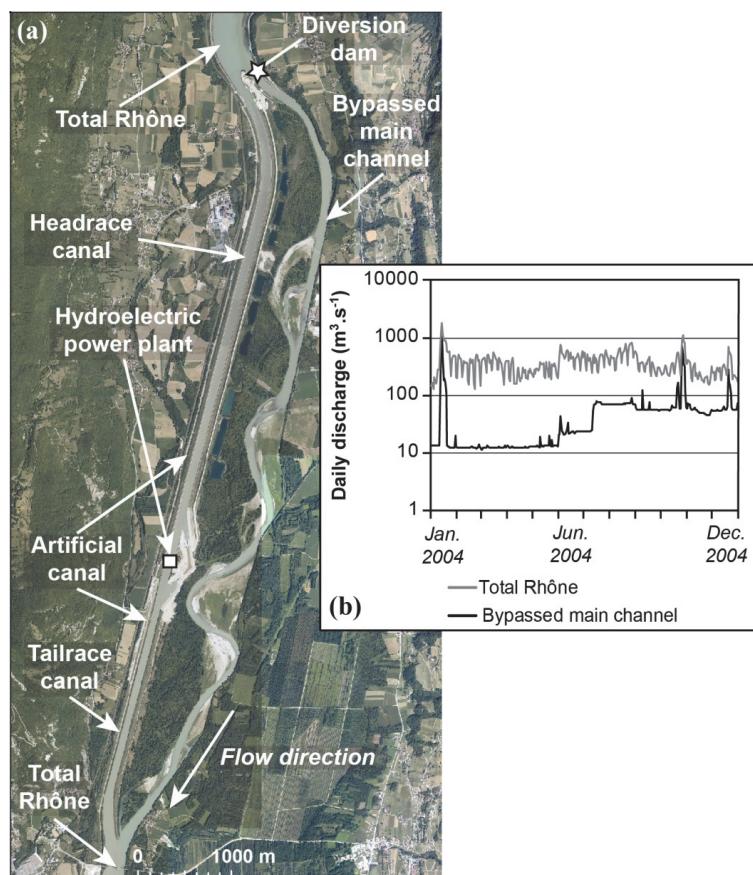 (a)
Diversion
dam
Total Rhône
Bypassed
main
channel
Headrace
canal
Hydroelectric
power plant
Artificial
canal
Tailrace
canal
Total
Rhône
Flow direction
0 1000 m
Daily discharge (m³.s⁻¹)
10000
1000
100
10
1
Jan.
2004
Jun.
2004
Dec.
2004
Total Rhône
(b)
Bypassed main channel